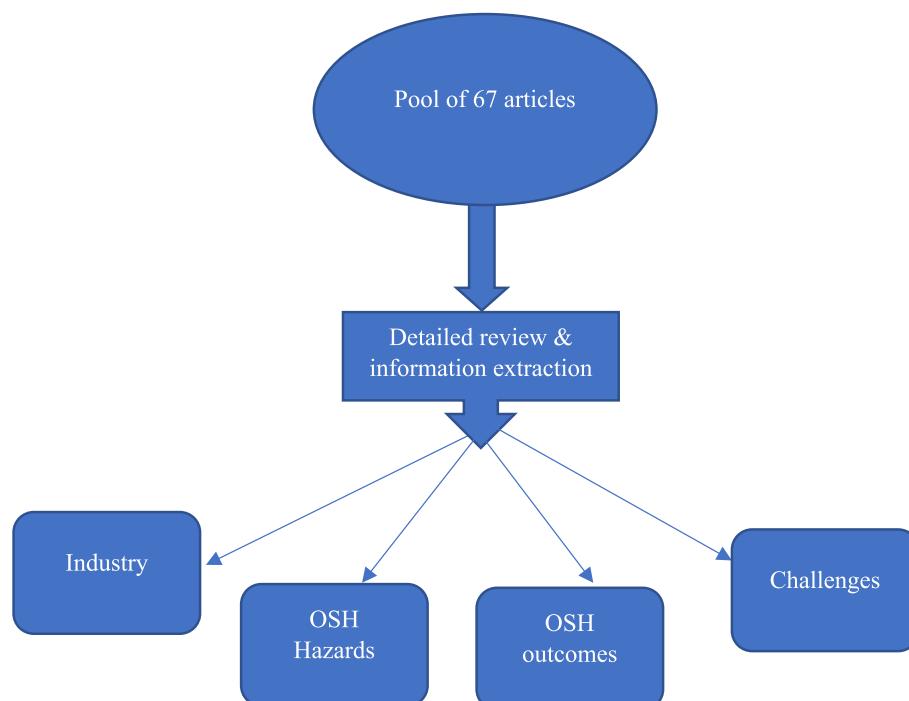 Pool of 67 articles
Detailed review &
information extraction
Industry
OSH
Hazards
OSH
outcomes
Challenges